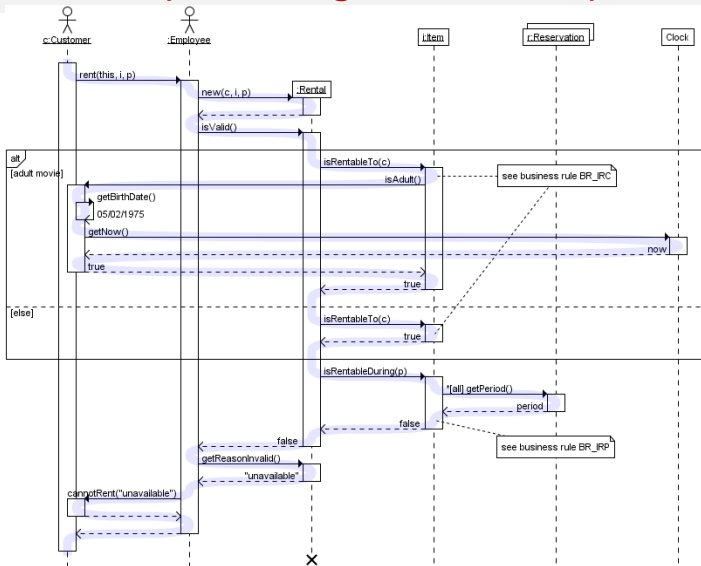 c:Customer
:Employee
i:Item
r:Reservation
Clock
rent(this, i, p)
new(c, i, p)
:Rental
isValid()
alt
[adult movie]
isRentableTo(c)
see business rule BR_IRC
isAdult()
getBirthDate()
05/02/1975
getNow()
now
true
true
[else]
isRentableTo(c)
true
isRentableDuring(p)
*[all] getPeriod()
period
false
see business rule BR_IRP
false
getReasonInvalid()
"unavailable"
cannotRent("unavailable")